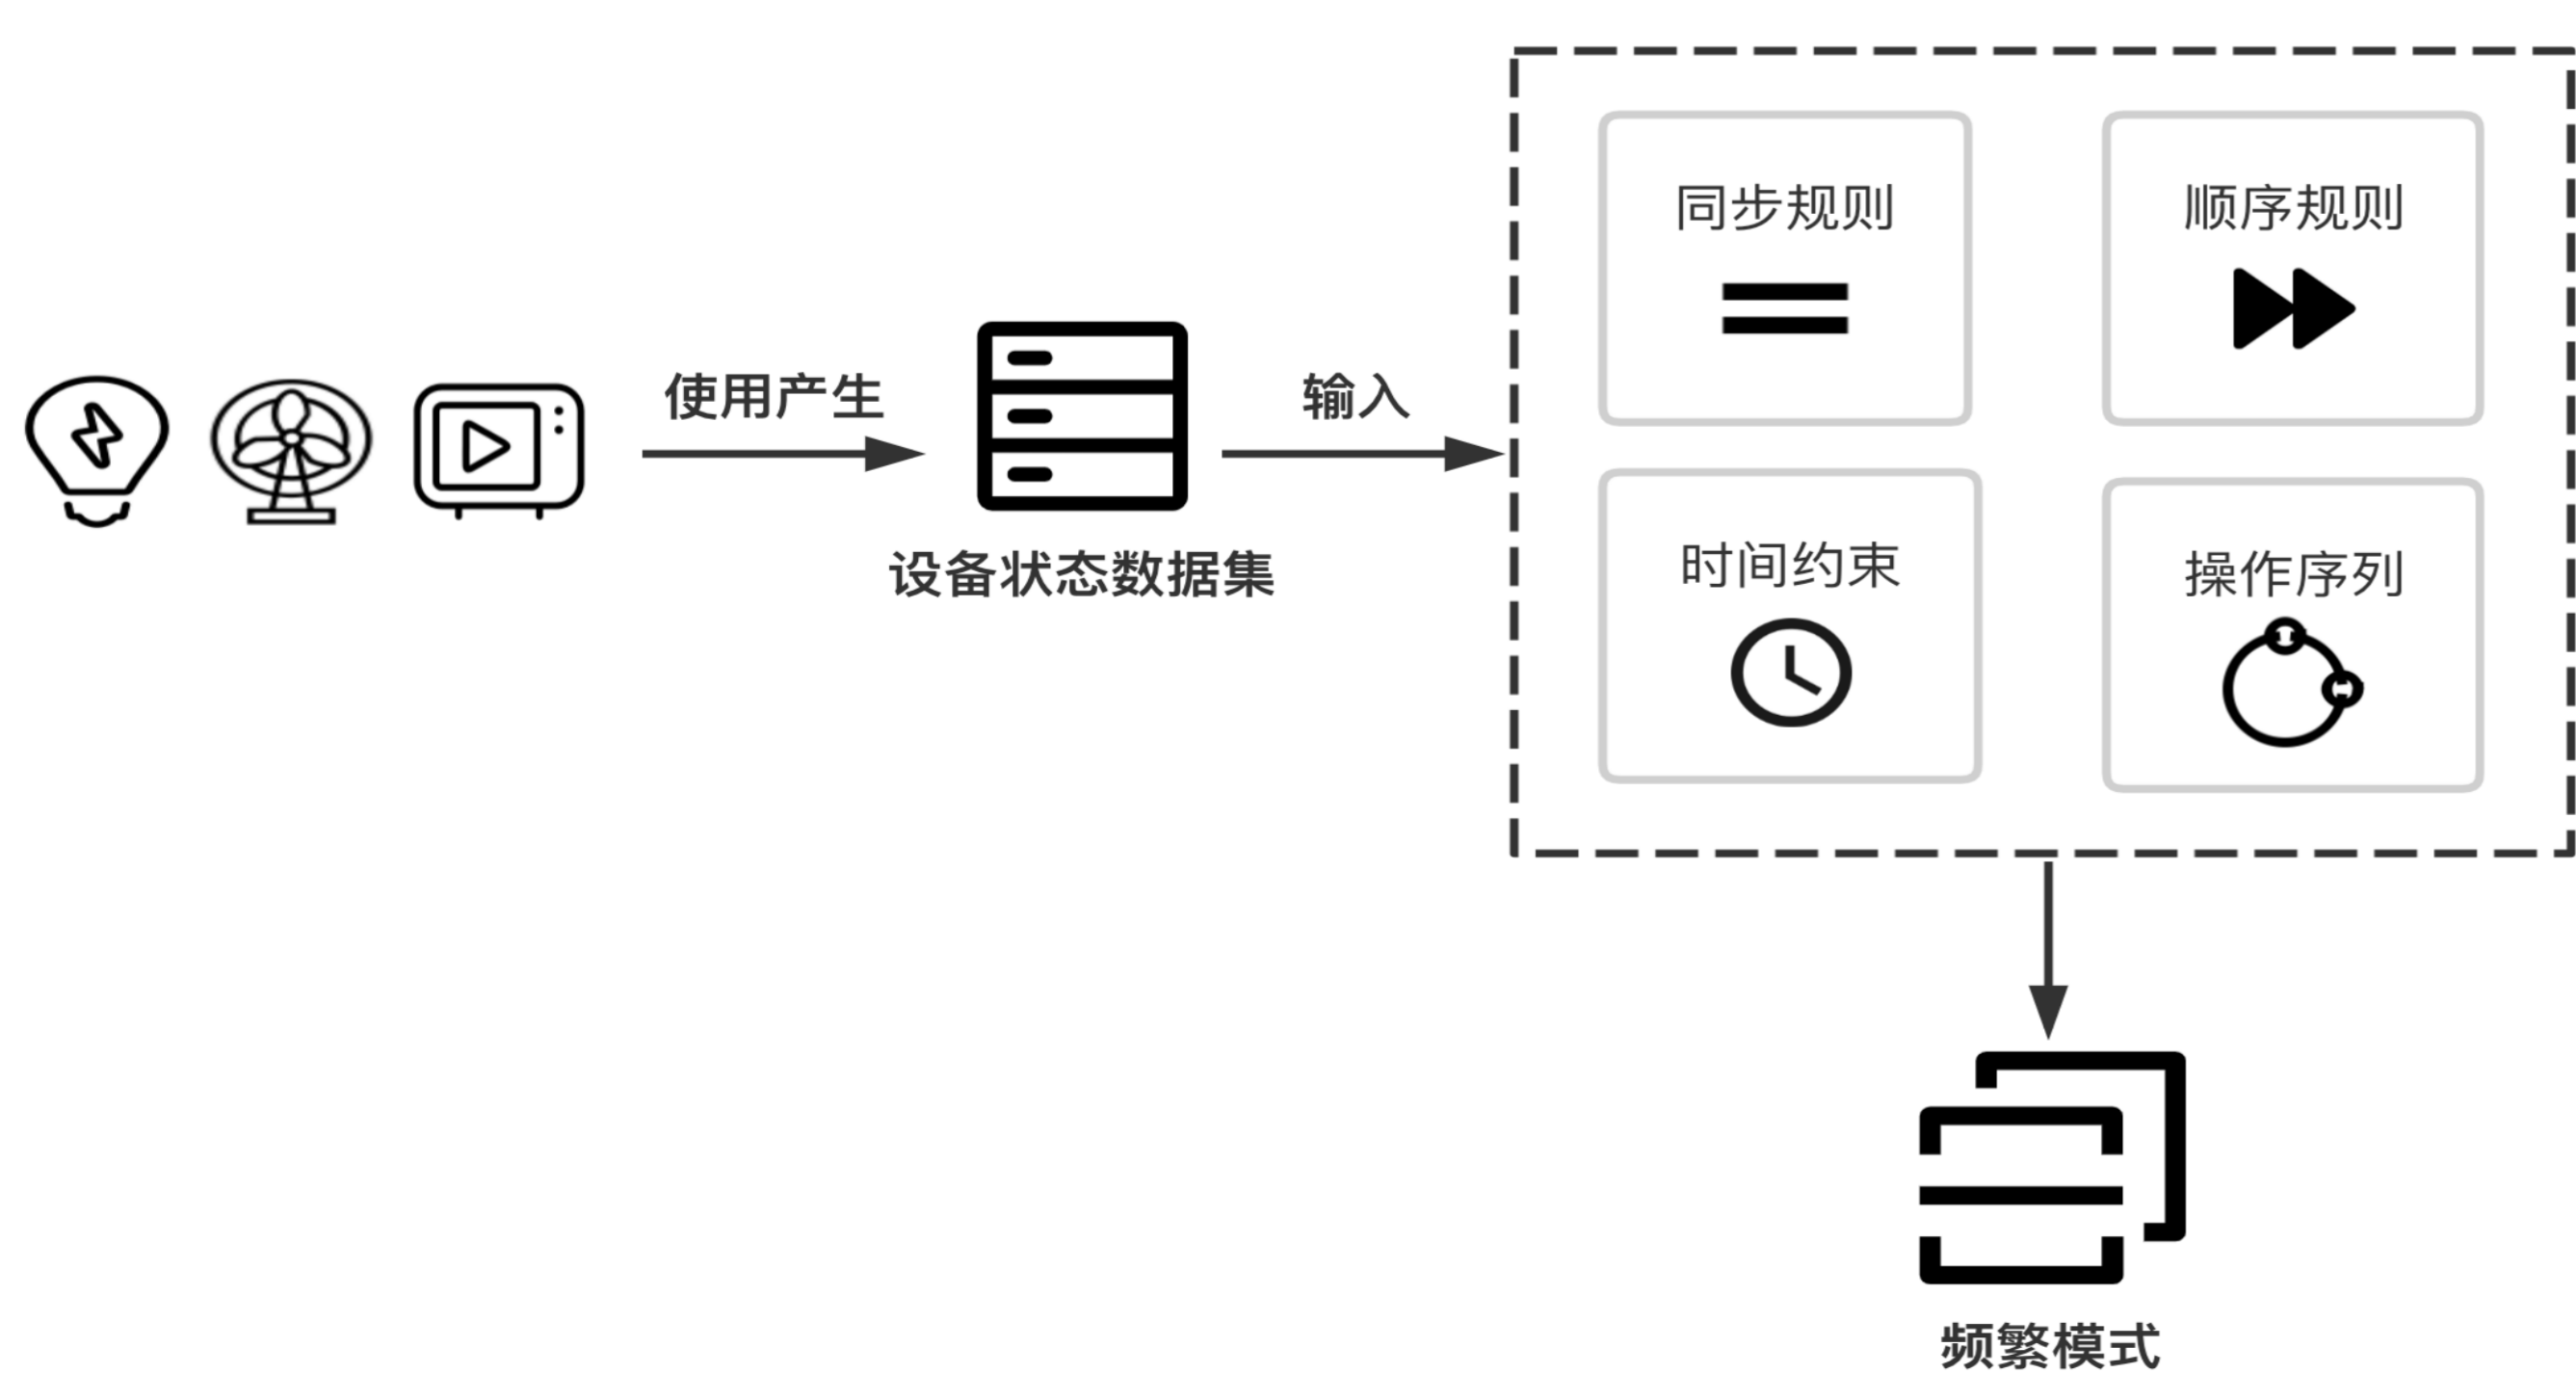 使用产生
设备状态数据集
输入
同步规则
顺序规则
时间约束
操作序列
频繁模式